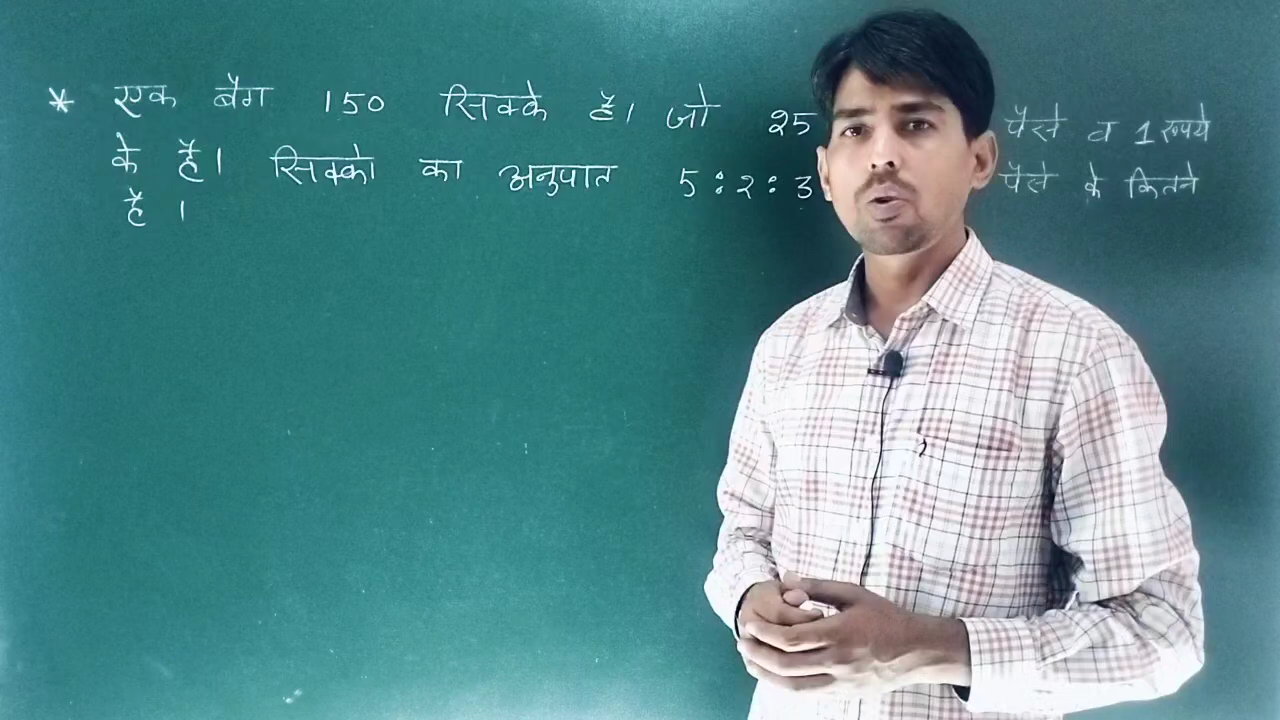 * एक बैग 150 सिक्के है। जो 25 पैसे व 1 रूपये
के है। सिक्को का अनुपात 5:2:3 पैसे के कितने
है।